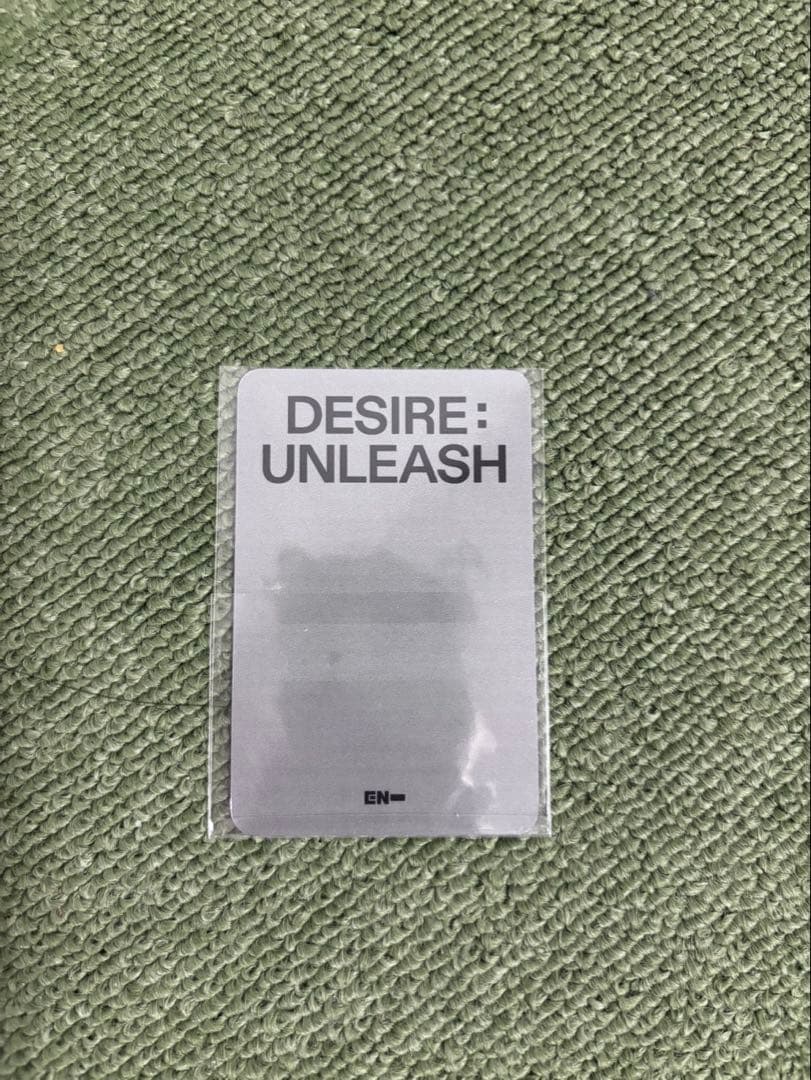 DESIRE :
UNLEASH
EN-